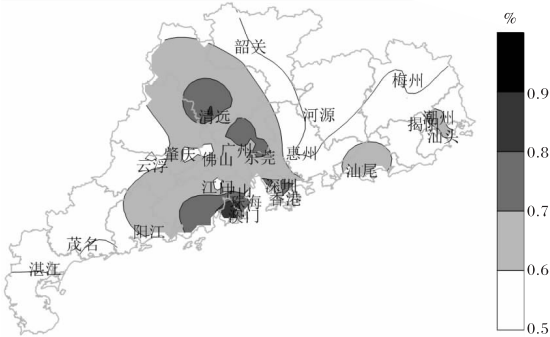 %
韶关
梅州
0.9
清远
河源
潮州
揭阳
汕头
广州
东莞
惠州
0.8
肇庆
佛山
云浮
汕尾
深圳
江门
中山
香港
珠海
澳门
0.7
阳江
茂名
湛江
0.6
0.5